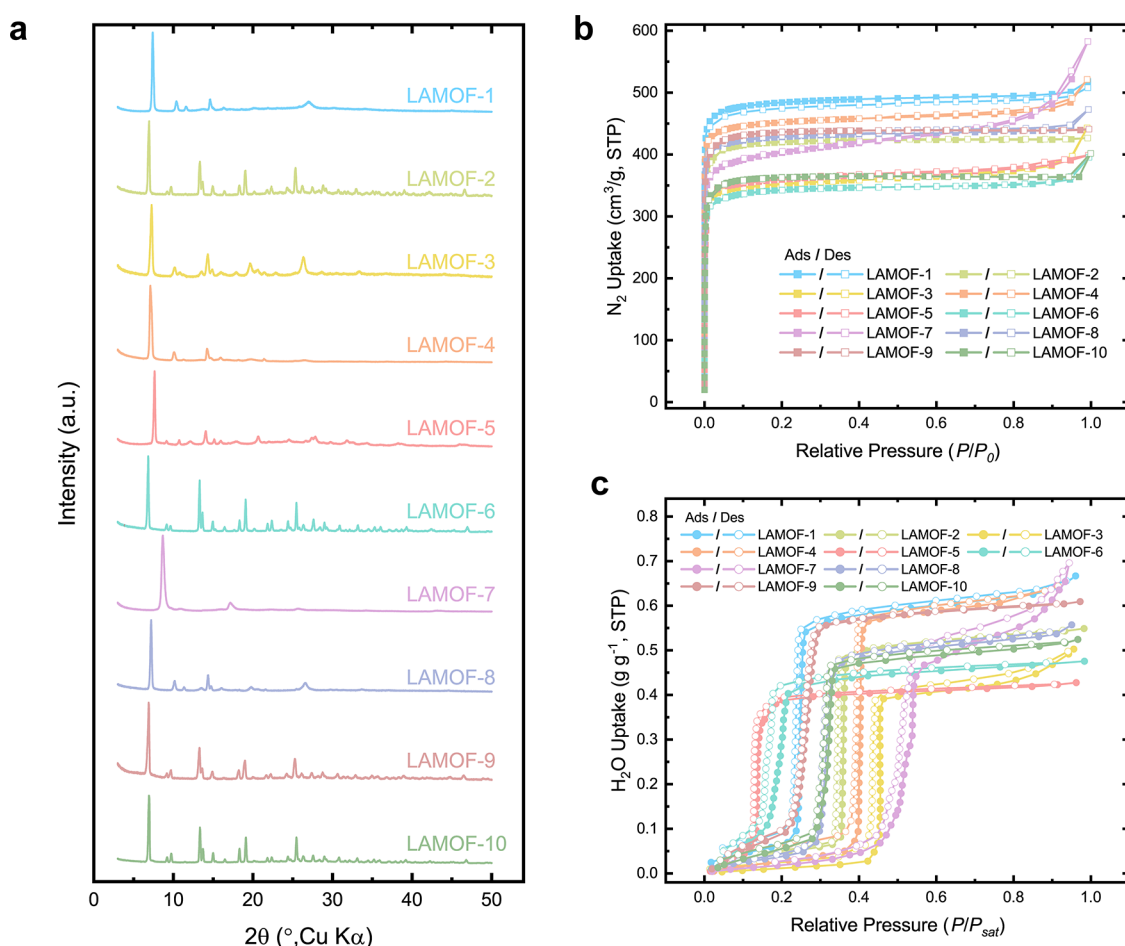 a
LAMOF-1
LAMOF-2
LAMOF-3
LAMOF-4
LAMOF-5
LAMOF-6
LAMOF-7
LAMOF-8
LAMOF-9
LAMOF-10
Intensity (a.u.)
0 10 20 30 40 50
2θ (°,Cu Kα)
b
600
500
400
300
200
100
0
N₂ Uptake (cm³/g, STP)
Ads / Des
/ LAMOF-1 / LAMOF-2
/ LAMOF-3 / LAMOF-4
/ LAMOF-5 / LAMOF-6
/ LAMOF-7 / LAMOF-8
/ LAMOF-9 / LAMOF-10
0.0 0.2 0.4 0.6 0.8 1.0
Relative Pressure (P/P₀)
c
0.8
0.7
0.6
0.5
0.4
0.3
0.2
0.1
0.0
H₂O Uptake (g g⁻¹, STP)
Ads / Des
/ LAMOF-1 / LAMOF-2 / LAMOF-3
/ LAMOF-4 / LAMOF-5 / LAMOF-6
/ LAMOF-7 / LAMOF-8
/ LAMOF-9 / LAMOF-10
0.0 0.2 0.4 0.6 0.8 1.0
Relative Pressure (P/Psat)